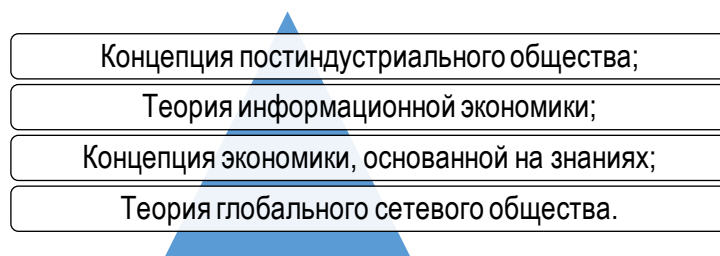 Концепция постиндустриального общества;
Теория информационной экономики;
Концепция экономики, основанной на знаниях;
Теория глобального сетевого общества.